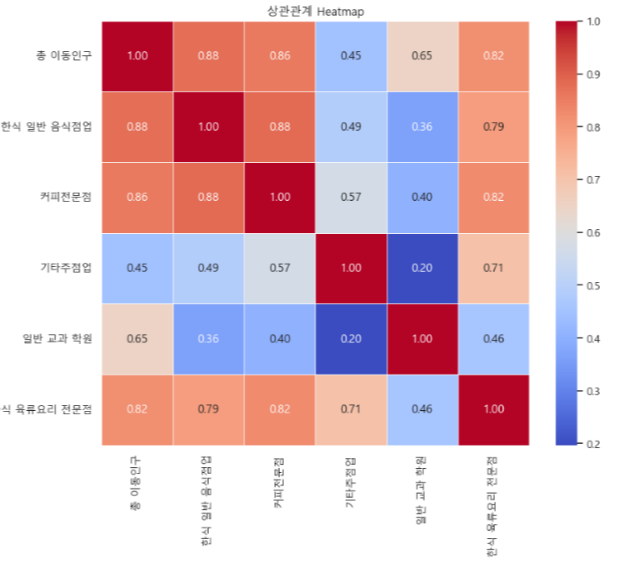 상관관계 Heatmap
총 이동인구 1.00 0.88 0.86 0.45 0.65 0.82
한식 일반 음식점업 0.88 1.00 0.88 0.49 0.36 0.79
커피전문점 0.86 0.88 1.00 0.57 0.40 0.82
기타주점업 0.45 0.49 0.57 1.00 0.20 0.71
일반 교과 학원 0.65 0.36 0.40 0.20 1.00 0.46
식 육류요리 전문점 0.82 0.79 0.82 0.71 0.46 1.00
총 이동인구
한식 일반 음식점업
커피전문점
기타주점업
일반 교과 학원
한식 육류요리 전문점
1.0
0.9
0.8
0.7
0.6
0.5
0.4
0.3
0.2